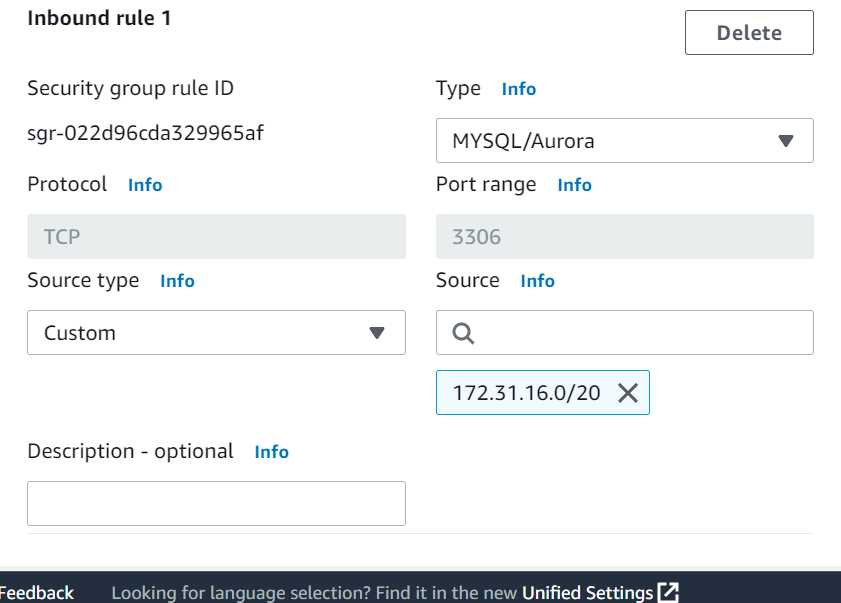 Inbound rule 1
Delete
Security group rule ID
sgr-022d96cda329965af
Type Info
MYSQL/Aurora
Protocol Info
TCP
Port range Info
3306
Source type Info
Custom
Source Info
172.31.16.0/20
Description - optional Info
Feedback Looking for language selection? Find it in the new Unified Settings